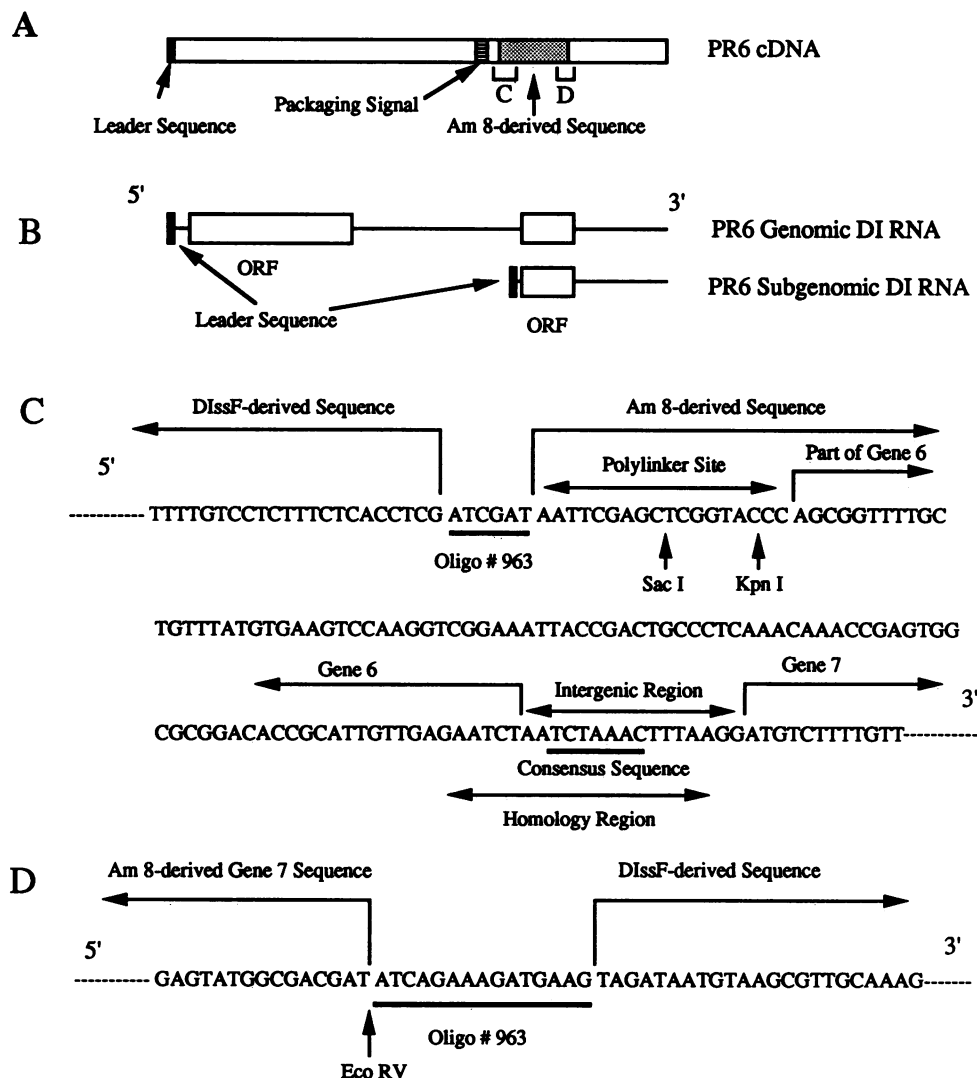 A
PR6 cDNA
C D
Packaging Signal
Leader Sequence
Am 8-derived Sequence
5' 3'
B
PR6 Genomic DI RNA
ORF
PR6 Subgenomic DI RNA
Leader Sequence
ORF
C
DIssF-derived Sequence Am 8-derived Sequence
5' Polylinker Site Part of Gene 6
---------- TTTTGTCCTCTTTCTCACCTCG ATCGAT AATTCGAGCTCGGTACCC AGCGGTTTTGC
Oligo # 963
Sac I Kpn I
TGTTTATGTGAAGTCCAAGGTCGGAAATTACCGACTGCCCTCAAACAAACCGAGTGG
Gene 6 Intergenic Region Gene 7
3'
CGCGGACACCGCATTGTTGAGAATCTAATCTAAACTTTAAGGATGTCTTTTGTT----------
Consensus Sequence
Homology Region
D
Am 8-derived Gene 7 Sequence DIssF-derived Sequence
5' 3'
---------- GAGTATGGCGACGAT ATCAGAAAGATGAAG TAGATAATGTAAGCGTTGCAAAG------
Oligo # 963
Eco RV